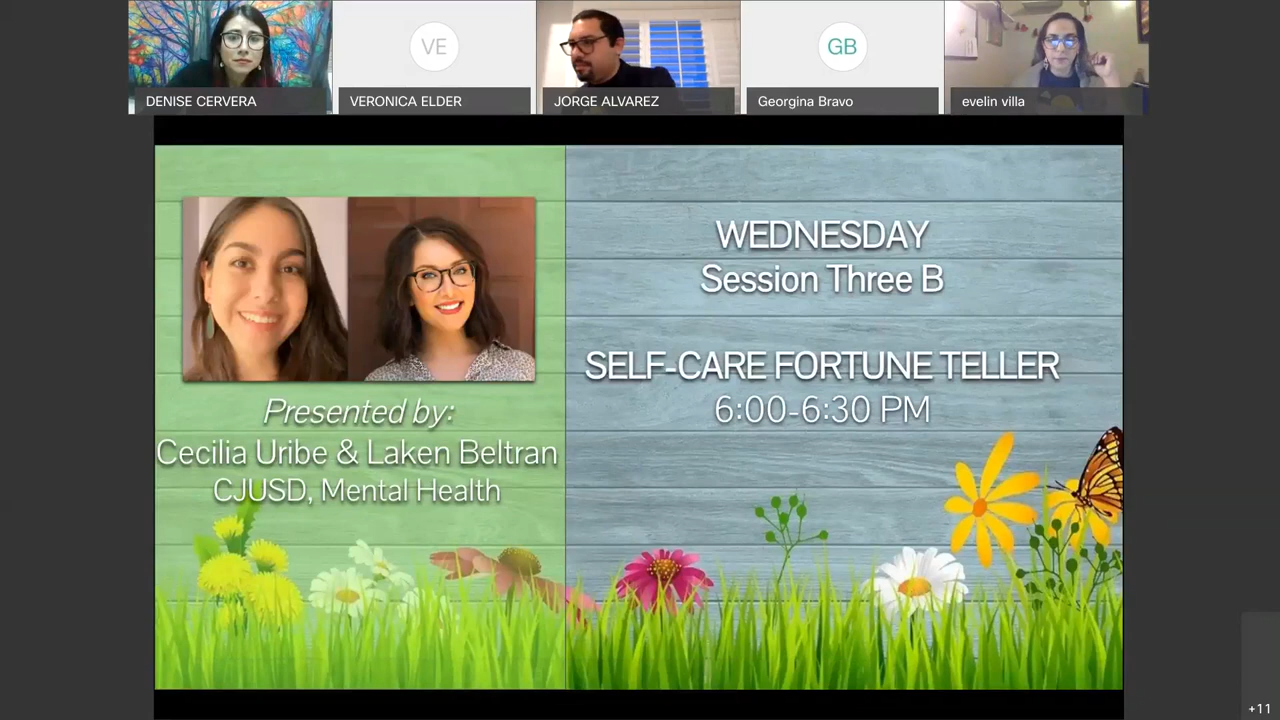 VE
GB
DENISE CERVERA
VERONICA ELDER
JORGE ALVAREZ
Georgina Bravo
evelin villa
Presented by:
Cecilia Uribe & Laken Beltran
CJUSD, Mental Health
WEDNESDAY
Session Three B
SELF-CARE FORTUNE TELLER
6:00-6:30 PM
+11